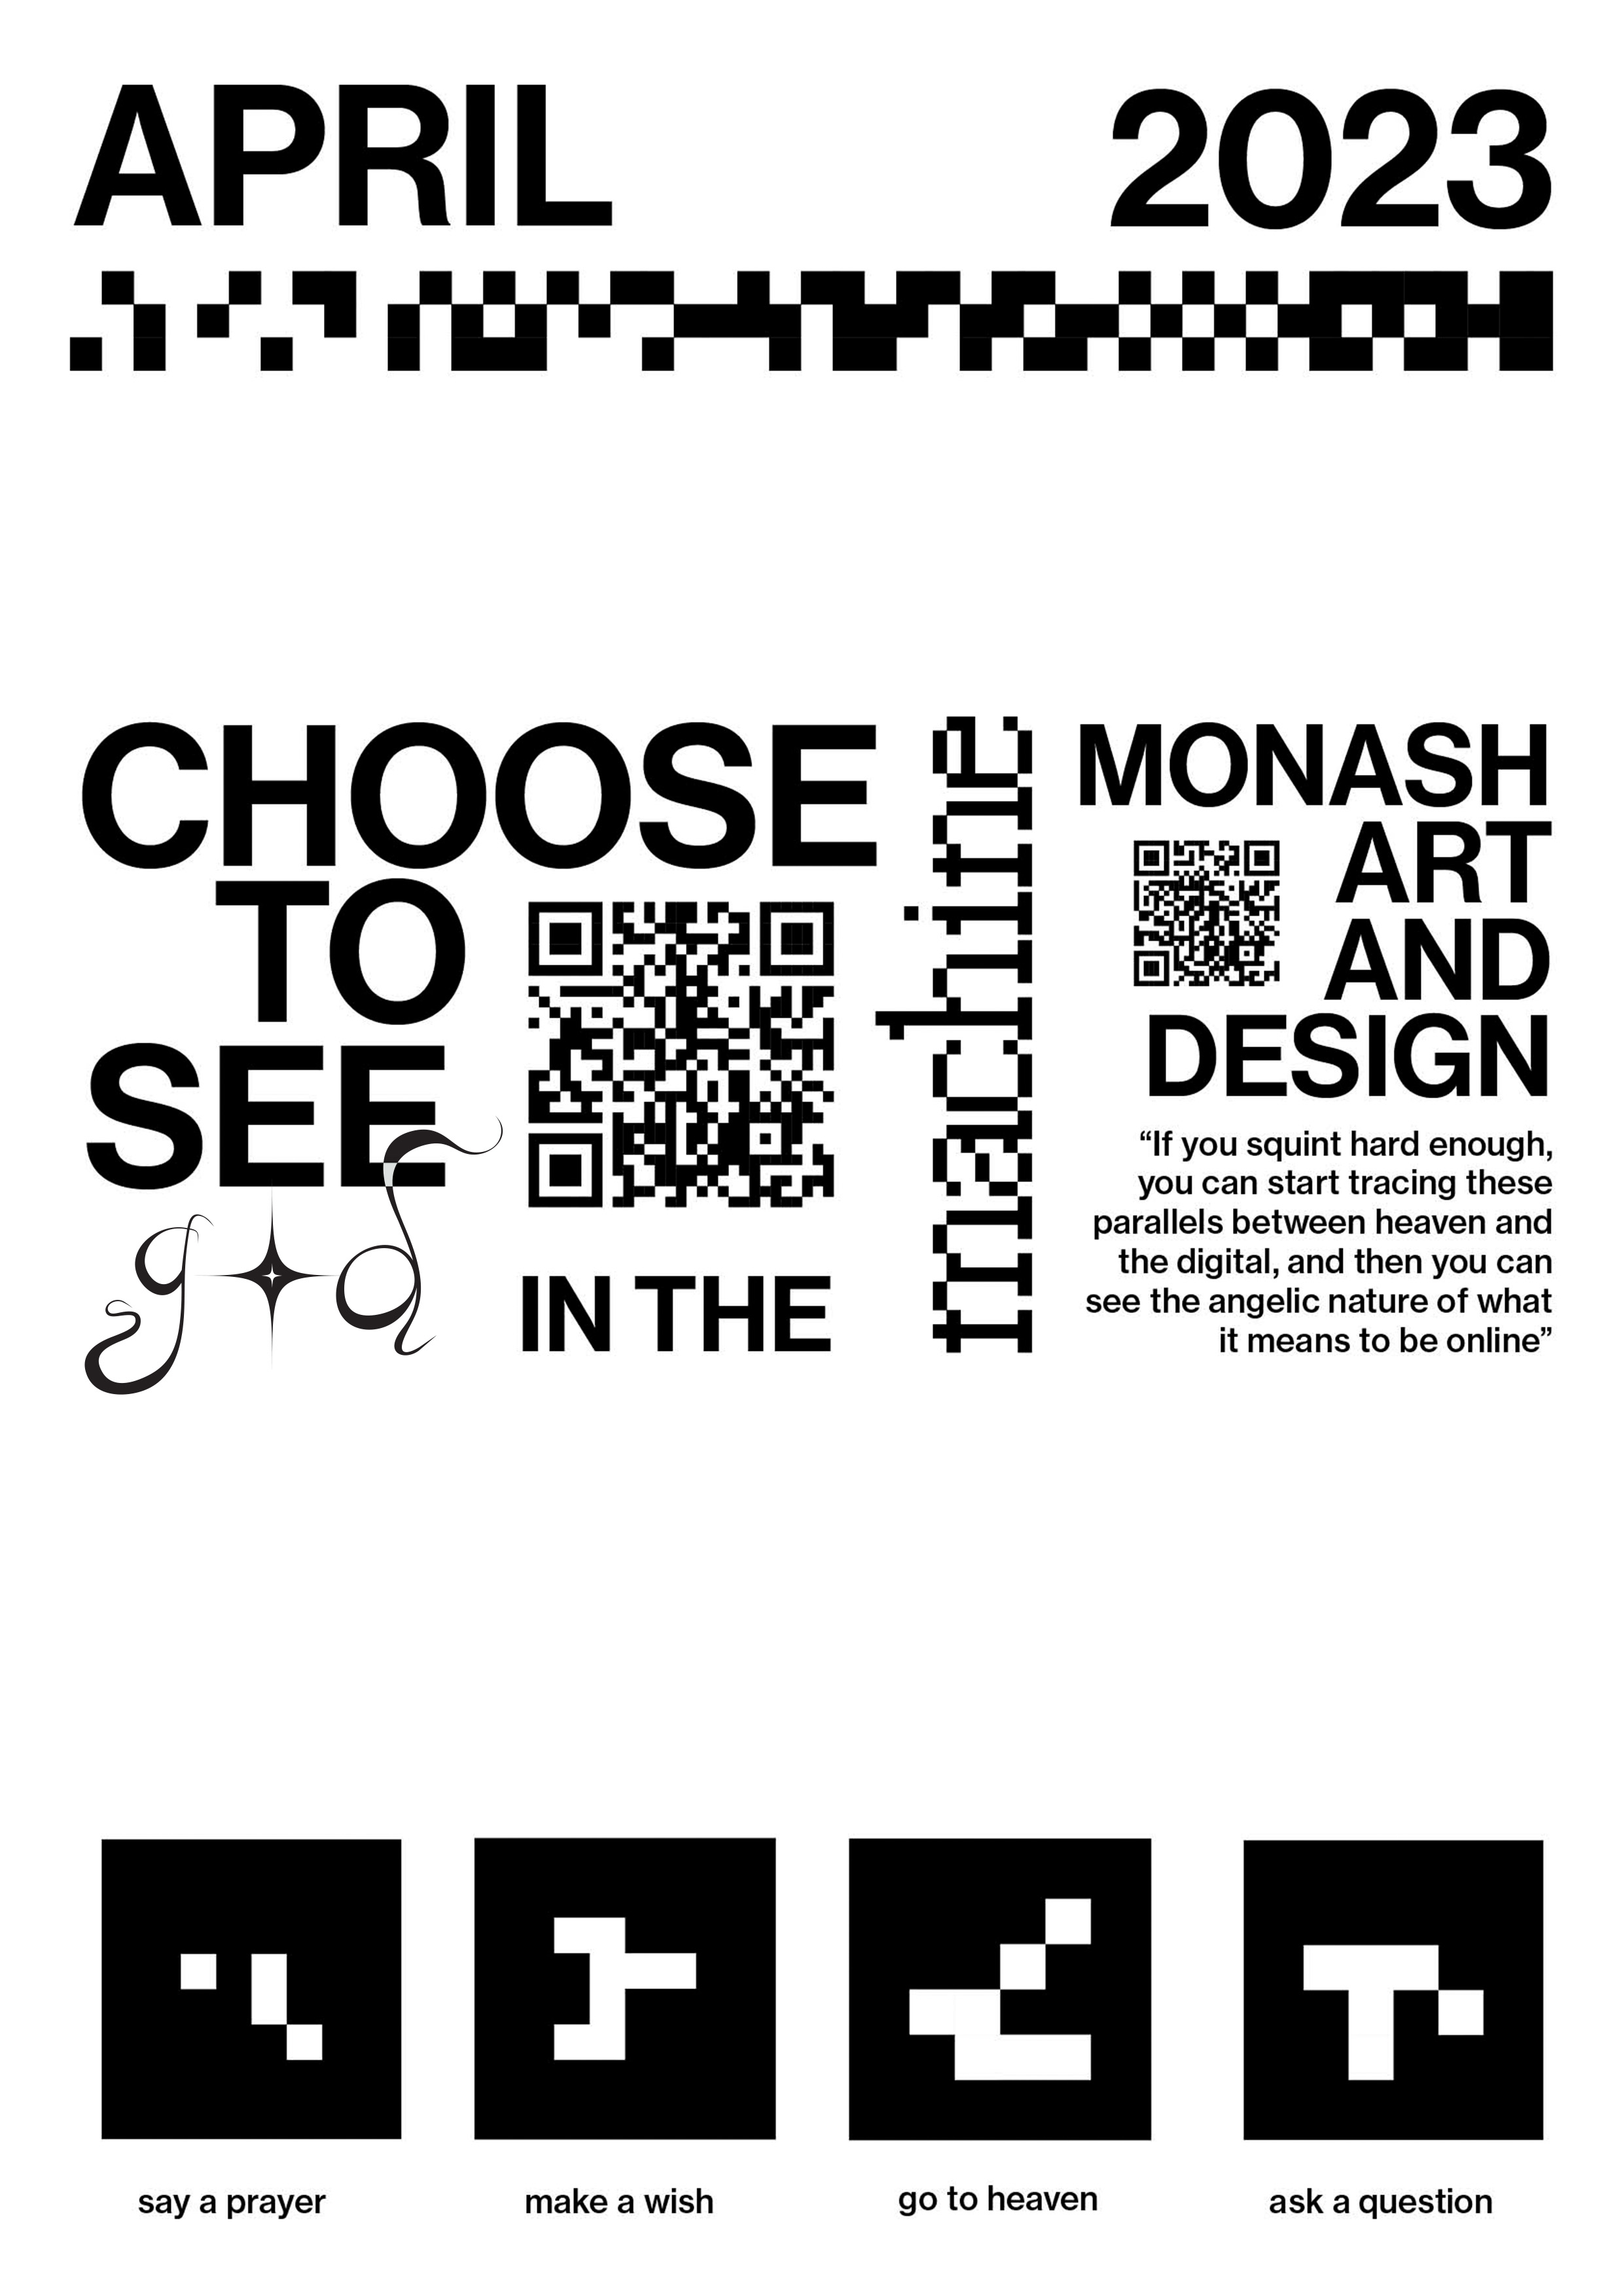 APRIL 2023
CHOOSE
TO
SEE
g✦d
IN THE
machine
MONASH
ART
AND
DESIGN
“If you squint hard enough,
you can start tracing these
parallels between heaven and
the digital, and then you can
see the angelic nature of what
it means to be online”
say a prayer
make a wish
go to heaven
ask a question